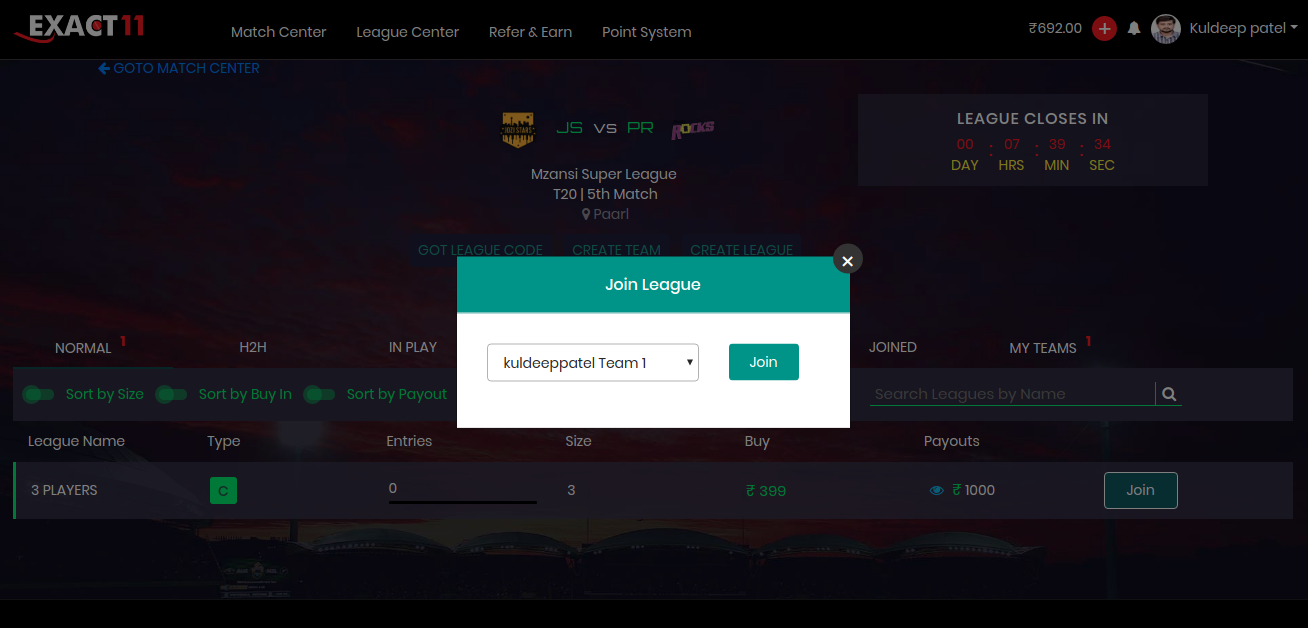 EXACT11
Match Center League Center Refer & Earn Point System
₹692.00 Kuldeep patel
GOTO MATCH CENTER
JOZI STARS JS VS PR ROCKS
Mzansi Super League
T20 | 5th Match
Paarl
LEAGUE CLOSES IN
00 : 07 : 39 : 34
DAY HRS MIN SEC
GOT LEAGUE CODE CREATE TEAM CREATE LEAGUE
Join League
×
kuldeeppatel Team 1
Join
NORMAL 1 H2H IN PLAY JOINED MY TEAMS 1
Sort by Size Sort by Buy In Sort by Payout Search Leagues by Name
League Name Type Entries Size Buy Payouts
3 PLAYERS C 0 3 ₹ 399 ₹ 1000 Join